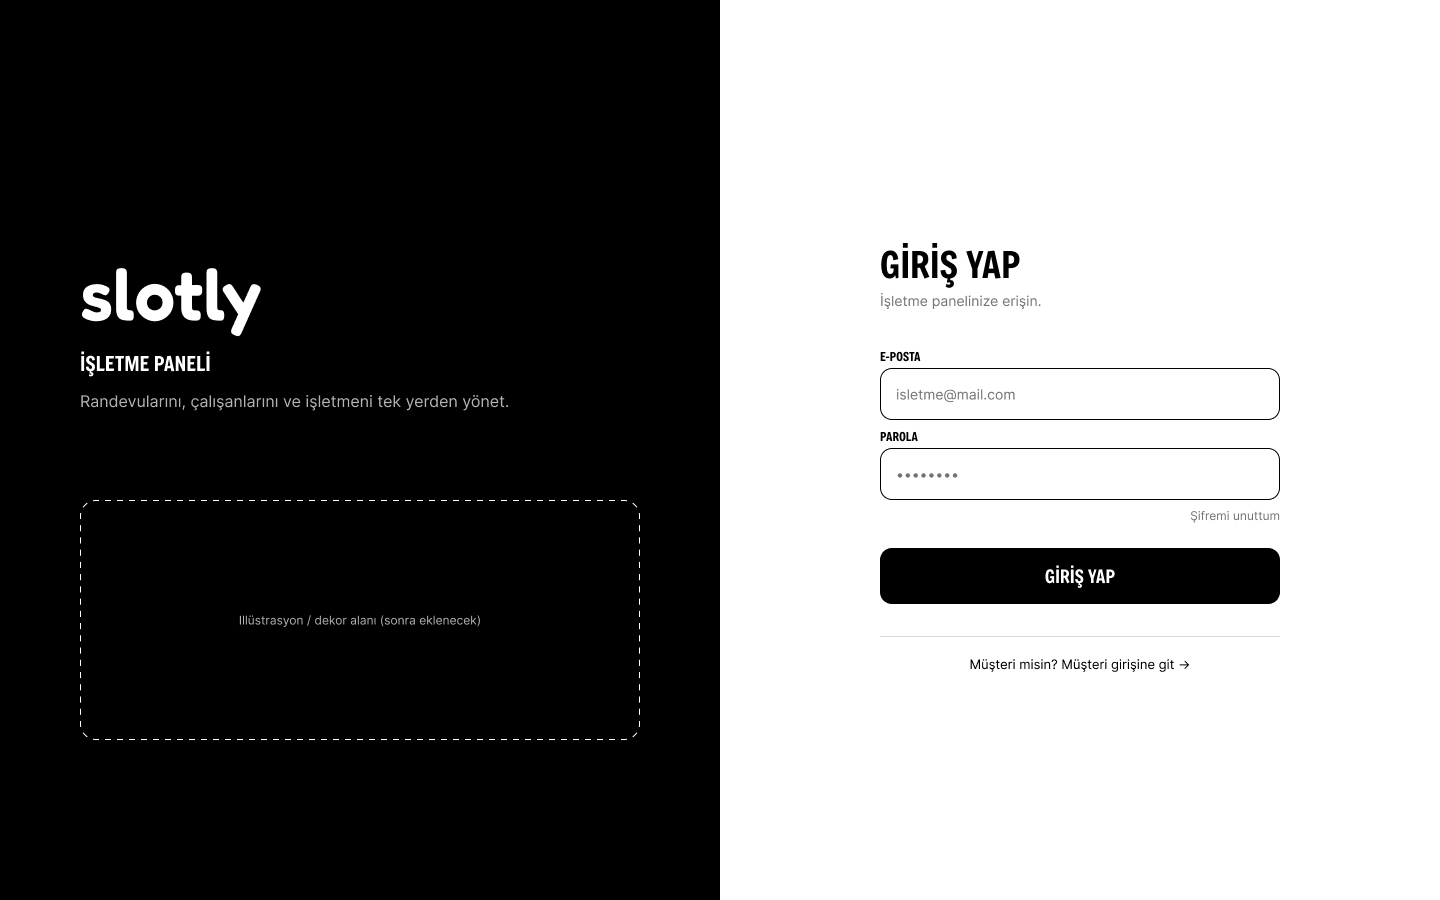 slotly
İŞLETME PANELİ
Randevularını, çalışanlarını ve işletmeni tek yerden yönet.
Illüstrasyon / dekor alanı (sonra eklenecek)
GİRİŞ YAP
İşletme panelinize erişin.
E-POSTA
isletme@mail.com
PAROLA
••••••••
Şifremi unuttum
GİRİŞ YAP
Müşteri misin? Müşteri girişine git →